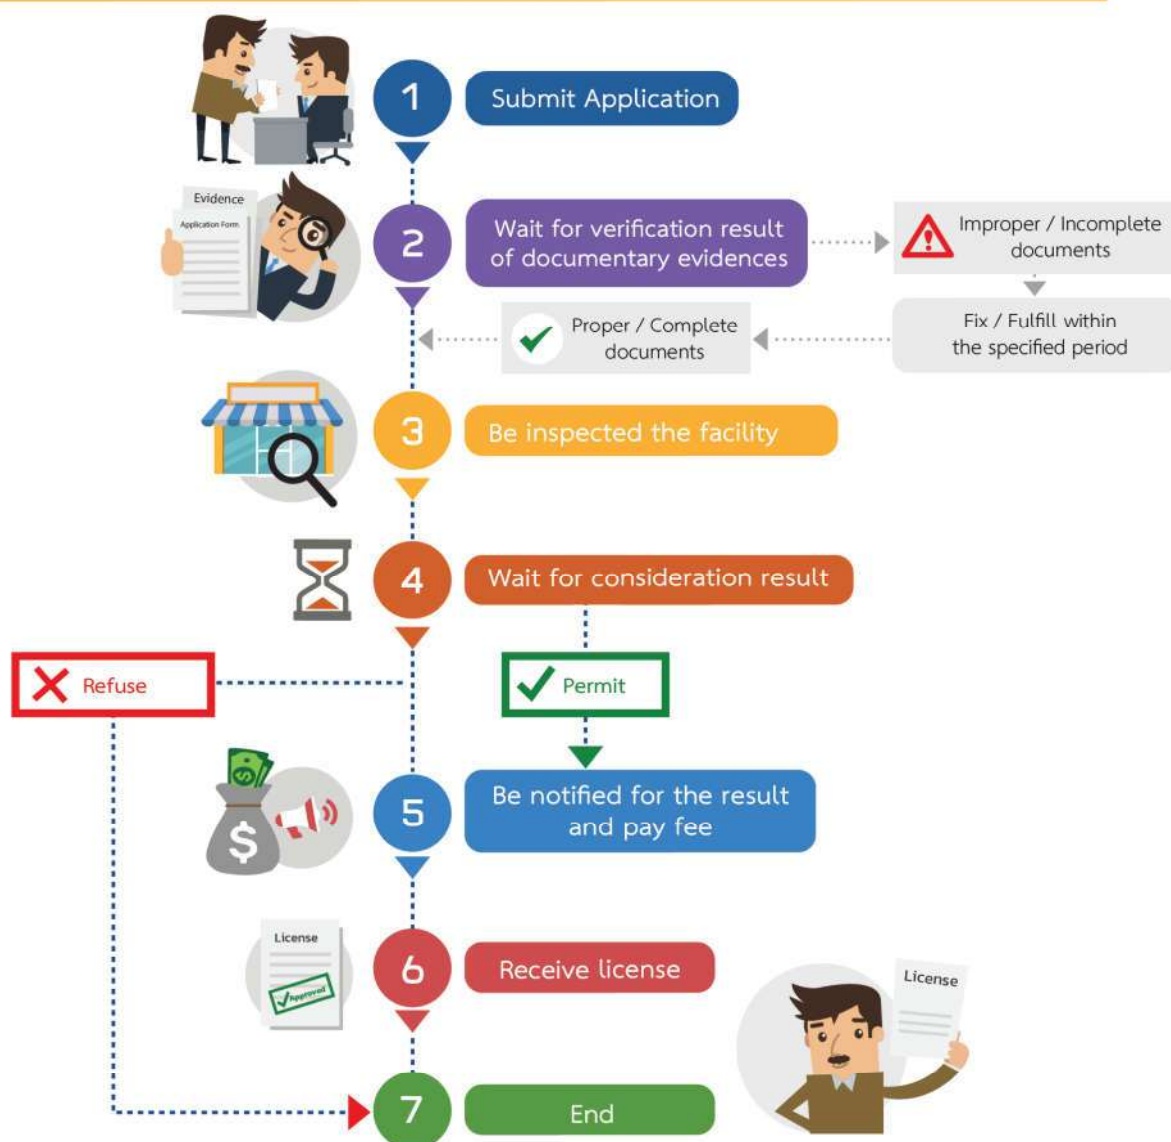 1
Submit Application
Evidence
Application Form
2
Wait for verification result
of documentary evidences
Improper / Incomplete
documents
Fix / Fulfill within
the specified period
Proper / Complete
documents
3
Be inspected the facility
4
Wait for consideration result
Refuse
Permit
$
$
5
Be notified for the result
and pay fee
License
Approved
6
Receive license
License
7
End